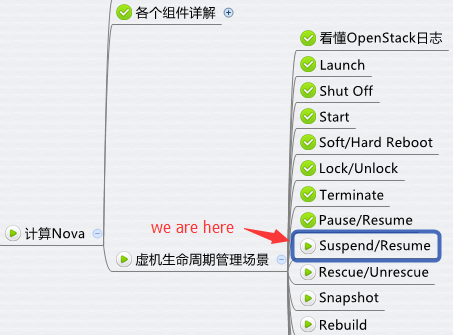 各个组件详解
看懂OpenStack日志
Launch
Shut Off
Start
Soft/Hard Reboot
Lock/Unlock
Terminate
Pause/Resume
we are here
计算Nova
Suspend/Resume
虚机生命周期管理场景
Rescue/Unrescue
Snapshot
Rebuild